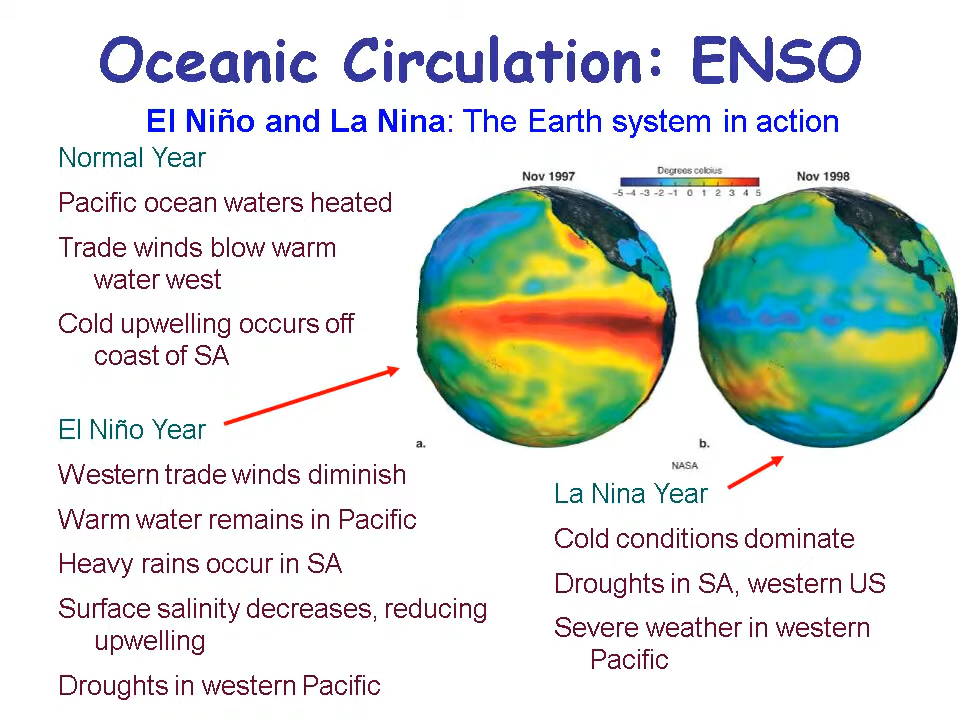 Oceanic Circulation: ENSO
El Niño and La Nina: The Earth system in action
Normal Year
Pacific ocean waters heated
Trade winds blow warm
water west
Cold upwelling occurs off
coast of SA
El Niño Year
Western trade winds diminish
Warm water remains in Pacific
Heavy rains occur in SA
Surface salinity decreases, reducing
upwelling
Droughts in western Pacific
Nov 1997
Degrees celcius
-5 -4 -3 -2 -1 0 1 2 3 4 5
Nov 1998
a.
b.
NASA
La Nina Year
Cold conditions dominate
Droughts in SA, western US
Severe weather in western
Pacific